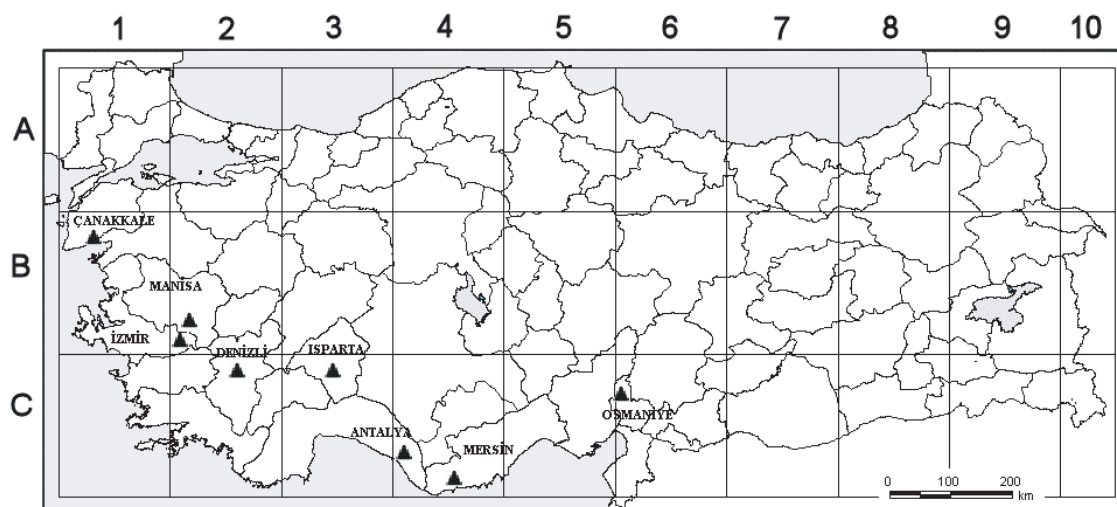 1 2 3 4 5 6 7 8 9 10
A
ÇANAKKALE
B
MANİSA
İZMİR
DENİZLİ ISPARTA
C
OSMANİYE
ANTALYA
MERSİN
0 100 200
km